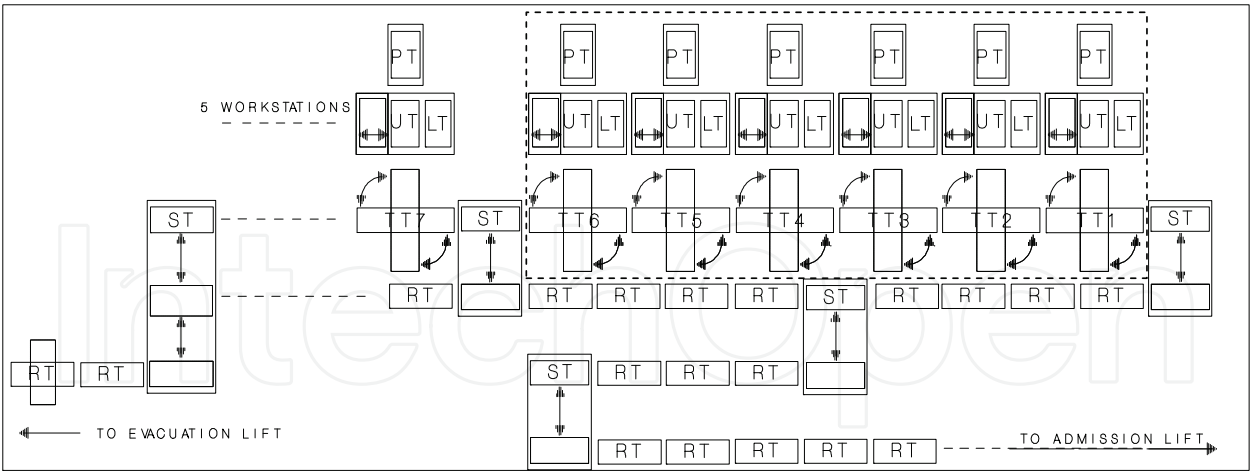 PT PT PT PT PT PT PT
5 WORKSTATIONS UT LT UT LT UT LT UT LT UT LT UT LT UT LT
ST TT7 ST TT6 TT5 TT4 TT3 TT2 TT1 ST
RT RT RT RT RT ST RT RT RT RT
RT RT ST RT RT RT
TO EVACUATION LIFT
RT RT RT RT RT TO ADMISSION LIFT
IntechOpen